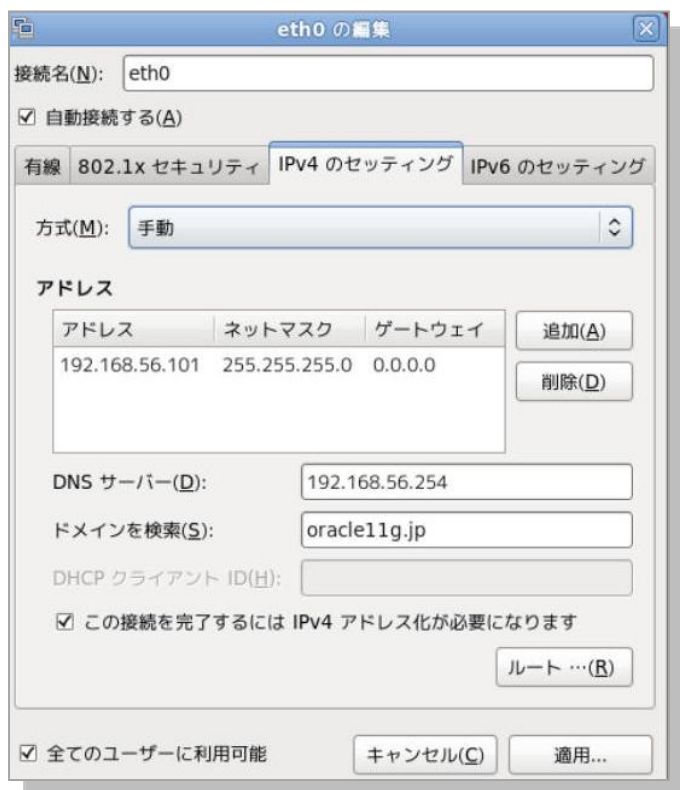 eth0 の編集
接続名(N): eth0
自動接続する(A)
有線 802.1x セキュリティ IPv4 のセッティング IPv6 のセッティング
方式(M): 手動
アドレス
アドレス ネットマスク ゲートウェイ
追加(A)
192.168.56.101 255.255.255.0 0.0.0.0
削除(D)
DNS サーバー(D): 192.168.56.254
ドメインを検索(S): oracle11g.jp
DHCP クライアント ID(H):
この接続を完了するには IPv4 アドレス化が必要になります
ルート …(R)
全てのユーザーに利用可能 キャンセル(C) 適用...